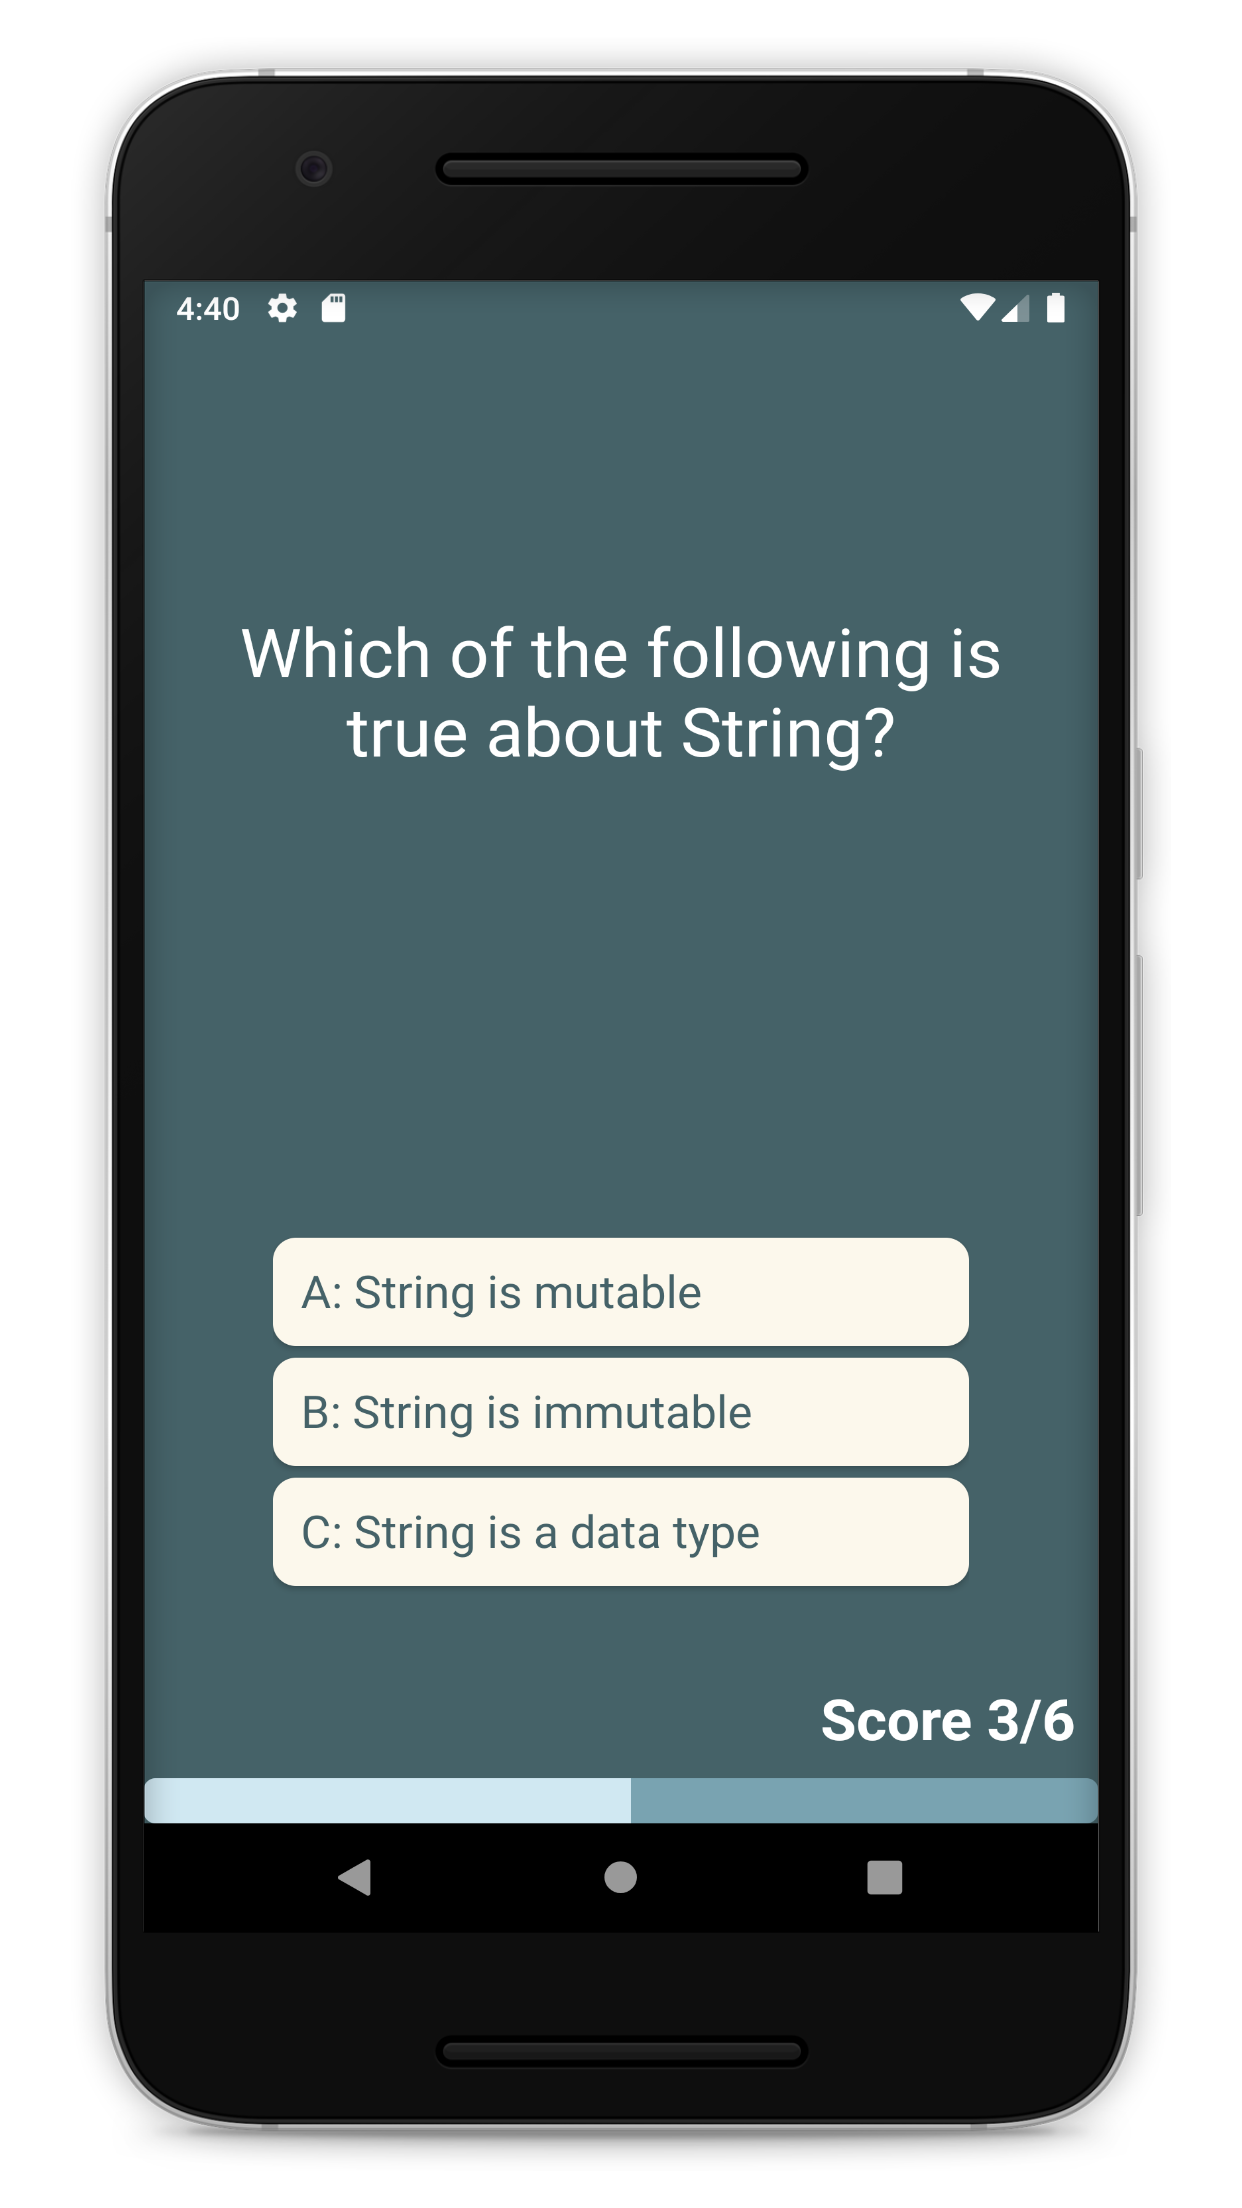 4:40
Which of the following is
true about String?
A: String is mutable
B: String is immutable
C: String is a data type
Score 3/6